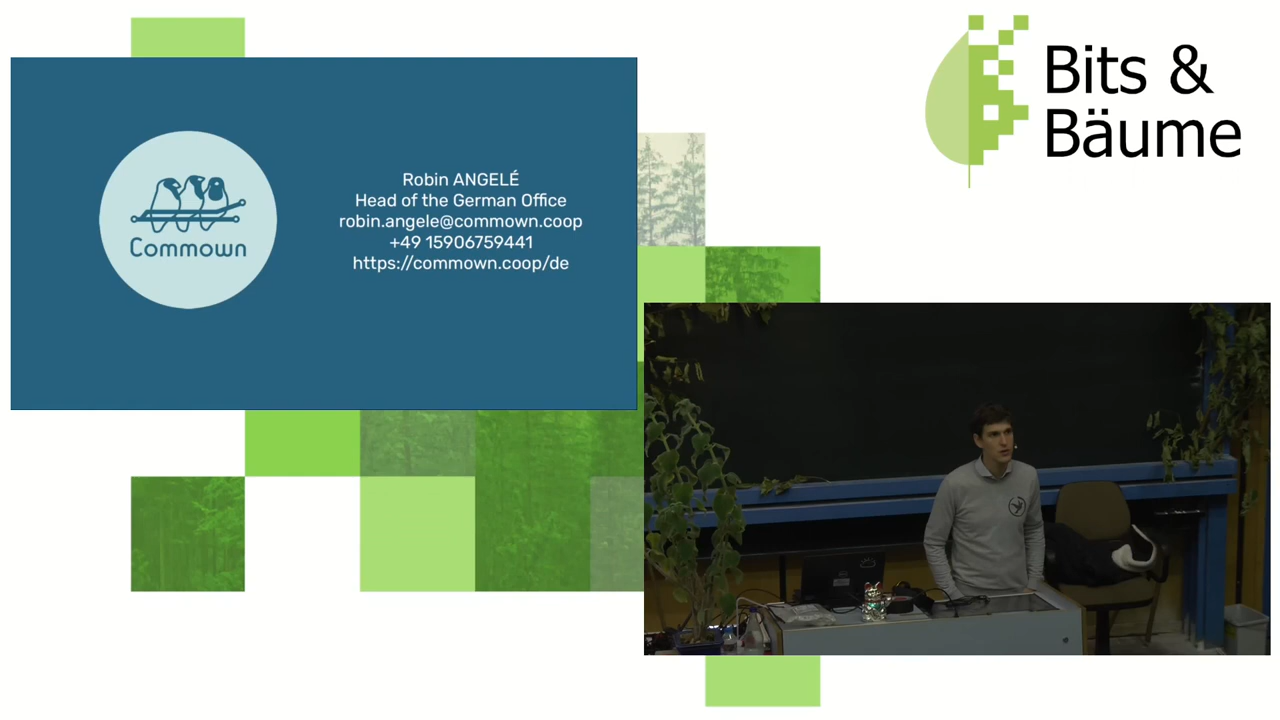 Bits &
Bäume
Robin ANGELÉ
Head of the German Office
robin.angele@commown.coop
+49 15906759441
https://commown.coop/de
Commown